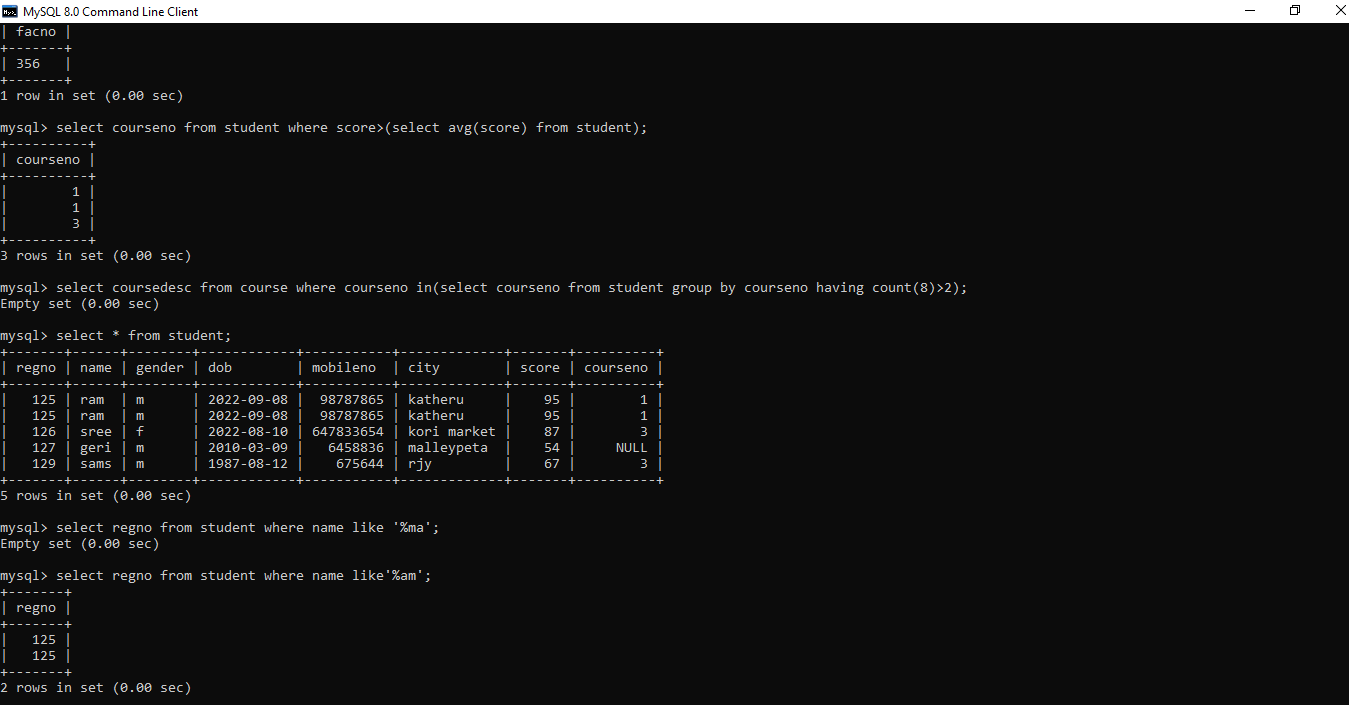 MySQL 8.0 Command Line Client
| facno |
+-------+
| 356   |
+-------+
1 row in set (0.00 sec)
mysql> select courseno from student where score>(select avg(score) from student);
+----------+
| courseno |
+----------+
|        1 |
|        1 |
|        3 |
+----------+
3 rows in set (0.00 sec)
mysql> select coursedesc from course where courseno in(select courseno from student group by courseno having count(8)>2);
Empty set (0.00 sec)
mysql> select * from student;
+-------+------+--------+------------+-----------+-------------+-------+----------+
| regno | name | gender | dob        | mobileno  | city        | score | courseno |
+-------+------+--------+------------+-----------+-------------+-------+----------+
|   125 | ram  | m      | 2022-09-08 |  98787865 | katheru     |    95 |        1 |
|   125 | ram  | m      | 2022-09-08 |  98787865 | katheru     |    95 |        1 |
|   126 | sree | f      | 2022-08-10 | 647833654 | kori market |    87 |        3 |
|   127 | geri | m      | 2010-03-09 |   6458836 | malleypeta  |    54 |     NULL |
|   129 | sams | m      | 1987-08-12 |    675644 | rjy         |    67 |        3 |
+-------+------+--------+------------+-----------+-------------+-------+----------+
5 rows in set (0.00 sec)
mysql> select regno from student where name like '%ma';
Empty set (0.00 sec)
mysql> select regno from student where name like'%am';
+-------+
| regno |
+-------+
|   125 |
|   125 |
+-------+
2 rows in set (0.00 sec)